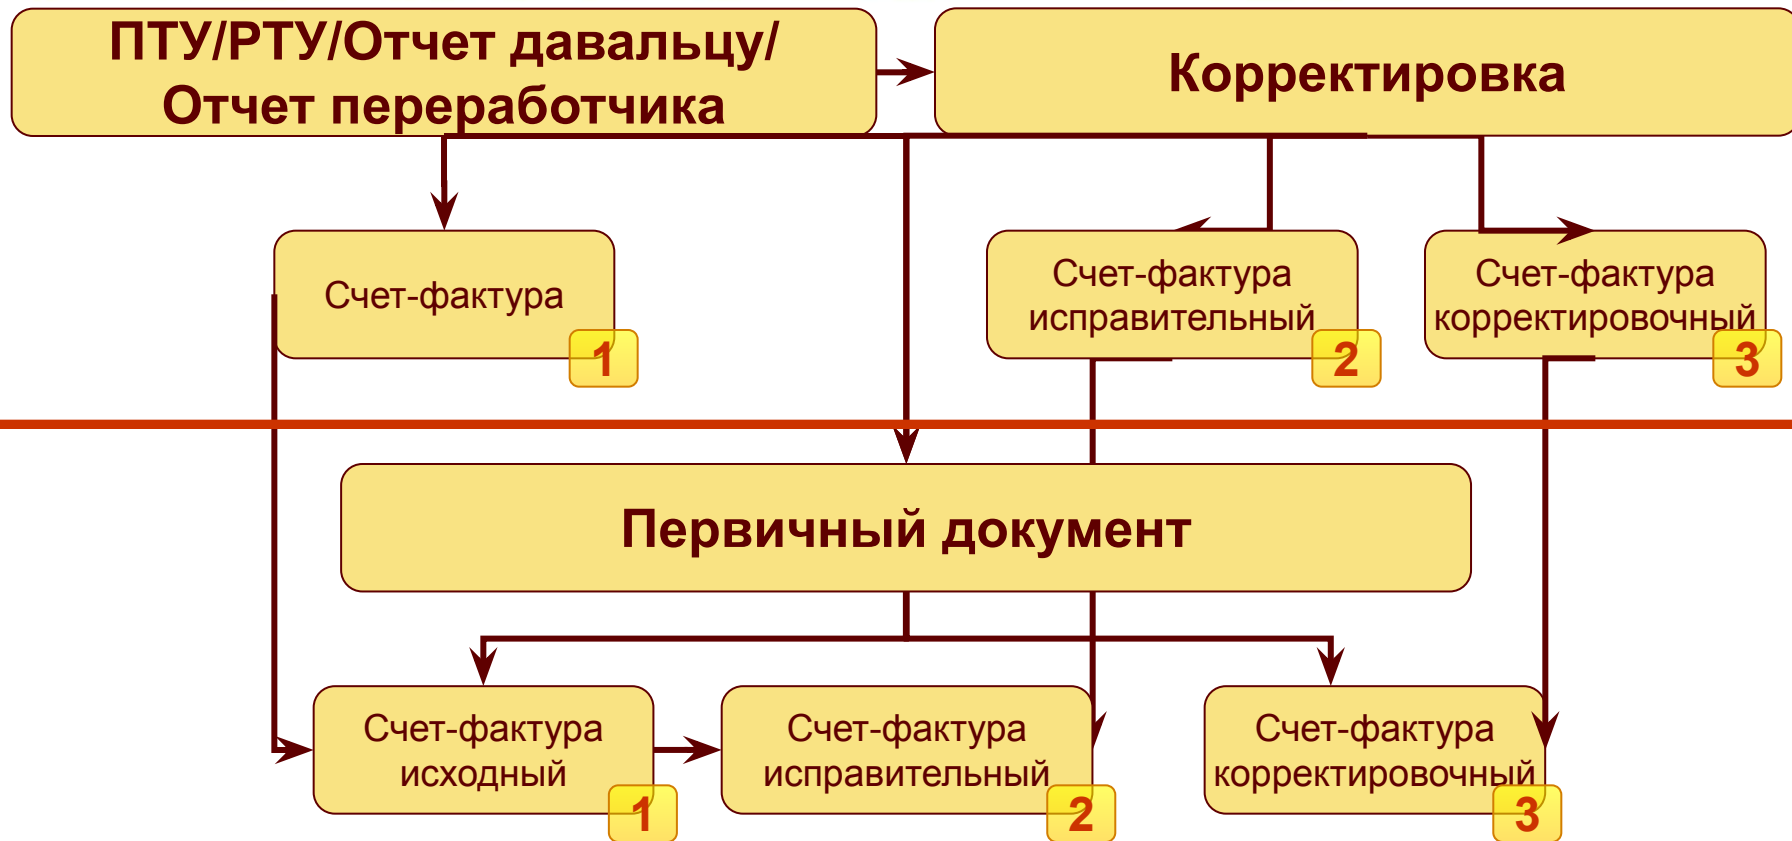 ПТУ/РТУ/Отчет давальцу/
Отчет переработчика
Корректировка
Счет-фактура
1
Счет-фактура
исправительный
2
Счет-фактура
корректировочный
3
Первичный документ
Счет-фактура
исходный
1
Счет-фактура
исправительный
2
Счет-фактура
корректировочный
3